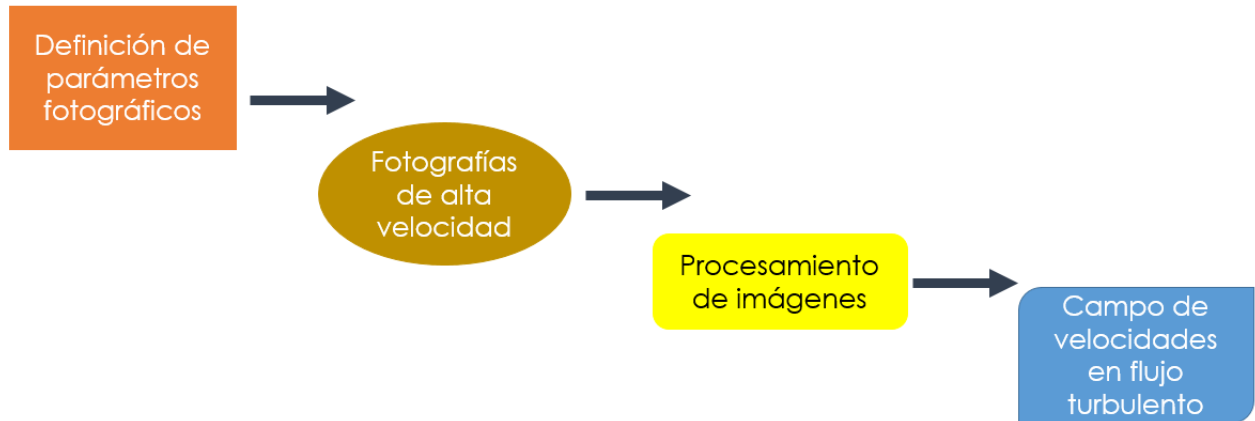 Definición de
parámetros
fotográficos
Fotografías
de alta
velocidad
Procesamiento
de imágenes
Campo de
velocidades
en flujo
turbulento